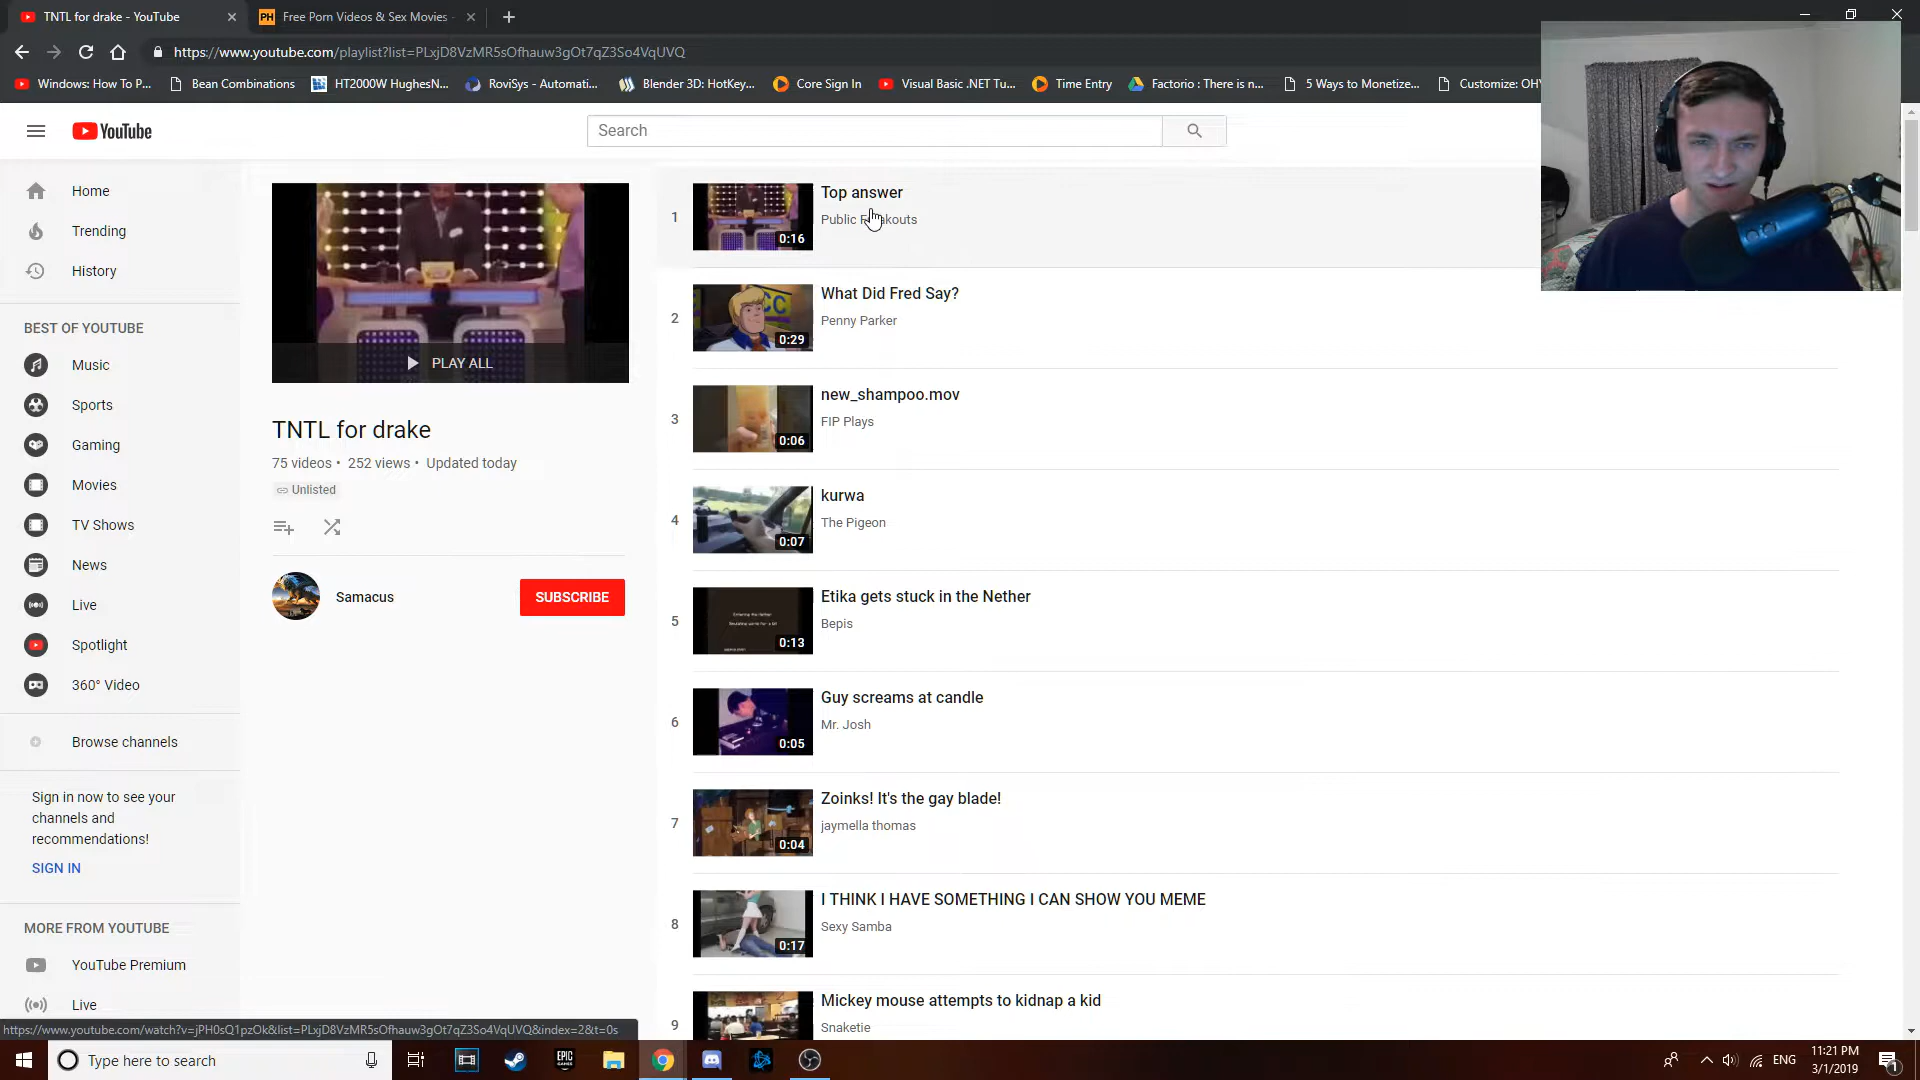 TNTL for drake - YouTube
PH Free Porn Videos & Sex Movies -
https://www.youtube.com/playlist?list=PLxjD8VzMR5sOfhauw3gOt7qZ3So4VqUVQ
Windows: How To P... Bean Combinations HT2000W HughesN... RoviSys - Automati... Blender 3D: HotKey... Core Sign In Visual Basic .NET Tu... Time Entry Factorio : There is n... 5 Ways to Monetize... Customize: OHY
YouTube
Search
Home
Trending
History
BEST OF YOUTUBE
Music
Sports
Gaming
Movies
TV Shows
News
Live
Spotlight
360° Video
Browse channels
Sign in now to see your
channels and
recommendations!
SIGN IN
MORE FROM YOUTUBE
YouTube Premium
Live
PLAY ALL
TNTL for drake
75 videos • 252 views • Updated today
Unlisted
Samacus
SUBSCRIBE
1
0:16
Top answer
Public
2
CC
0:29
What Did Fred Say?
Penny Parker
3
0:06
new_shampoo.mov
FIP Plays
4
0:07
kurwa
The Pigeon
5
0:13
Etika gets stuck in the Nether
Bepis
6
0:05
Guy screams at candle
Mr. Josh
7
0:04
Zoinks! It's the gay blade!
jaymella thomas
8
0:17
I THINK I HAVE SOMETHING I CAN SHOW YOU MEME
Sexy Samba
9
Mickey mouse attempts to kidnap a kid
Snaketie
https://www.youtube.com/watch?v=jPH0sQ1pzOk&list=PLxjD8VzMR5sOfhauw3gOt7qZ3So4VqUVQ&index=2&t=0s
Type here to search
EPIC
GAMES
ENG
11:21 PM
3/1/2019
1